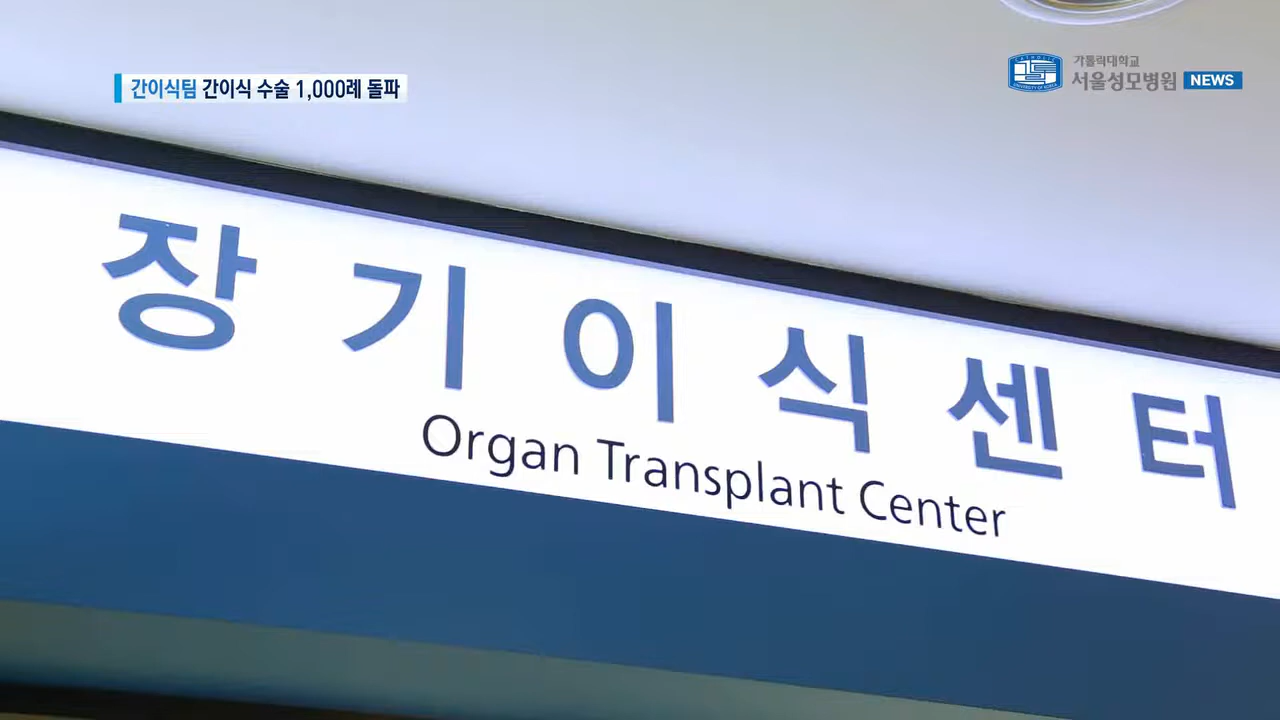 간이식팀 간이식 수술 1,000례 돌파
가톨릭대학교
서울성모병원 NEWS
장기이식센터
Organ Transplant Center